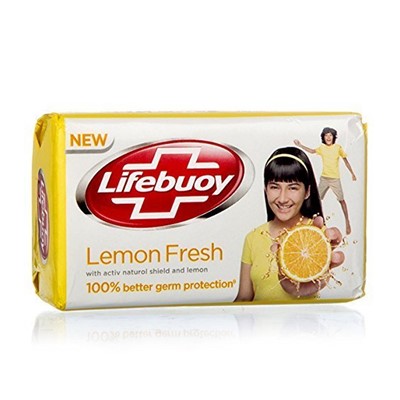 NEW
Lifebuoy
Lemon Fresh
with activ naturol shield and lemon
100% better germ protection*